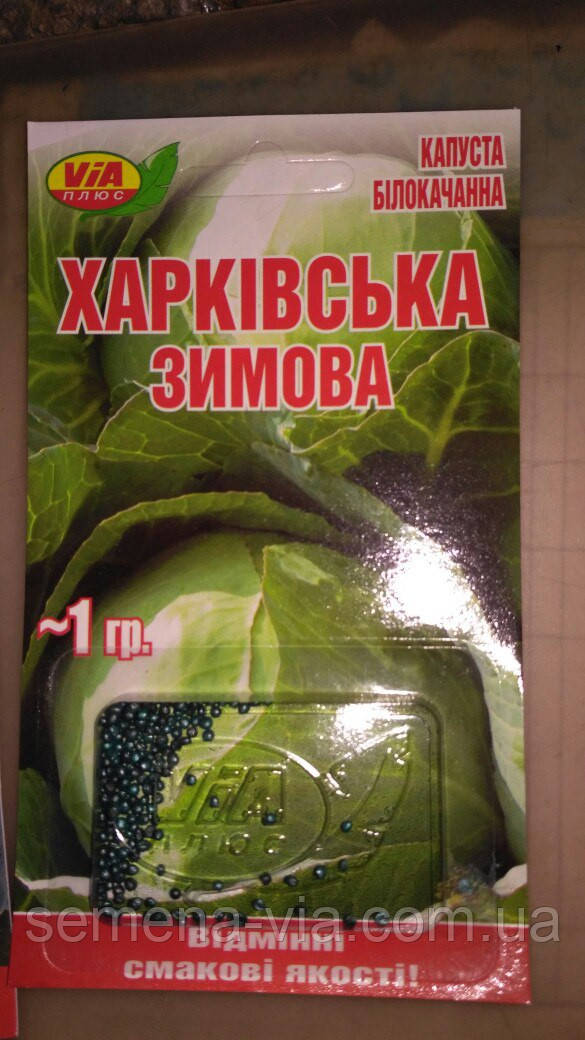 ViA
плюс
КАПУСТА
БІЛОКАЧАННА
ХАРКІВСЬКА
ЗИМОВА
~1 гр.
ViA
плюс
semena-via.com.ua
ВІДМІННІ
смакові якості!